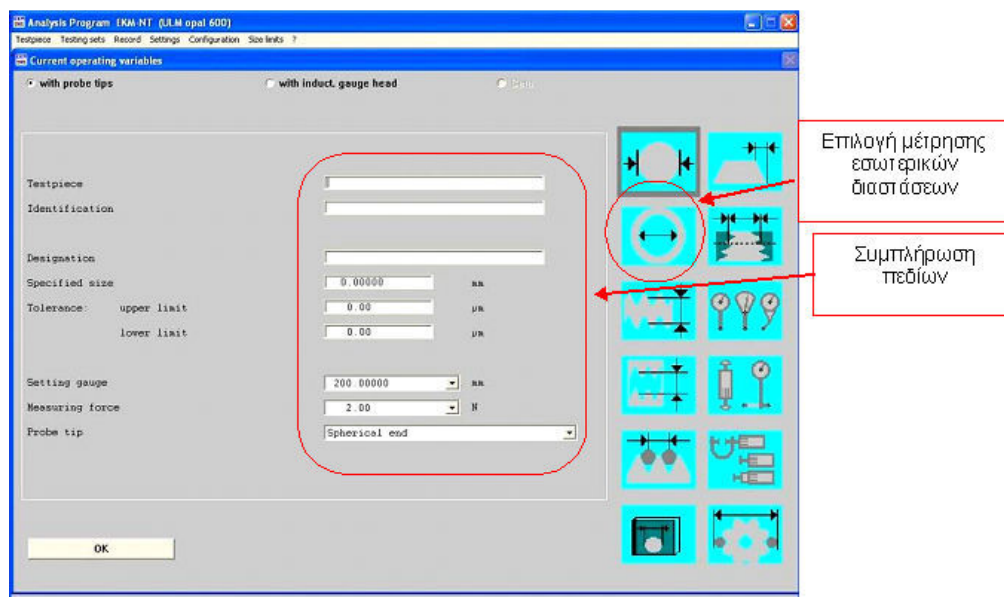 Analysis Program EKM-NT (ULM opal 600)
Testpiece Testing sets Record Settings Configuration Size limits ?
Current operating variables
with probe tips with induct. gauge head
Επιλογή μέτρησης
εσωτερικών
διαστάσεων
Testpiece
Identification
Συμπλήρωση
πεδίων
Designation
Specified size 0.00000 mm
Tolerance: upper limit 0.00 µm
lower limit 0.00 µm
Setting gauge 200.00000 mm
Measuring force 2.00 N
Probe tip Spherical end
OK